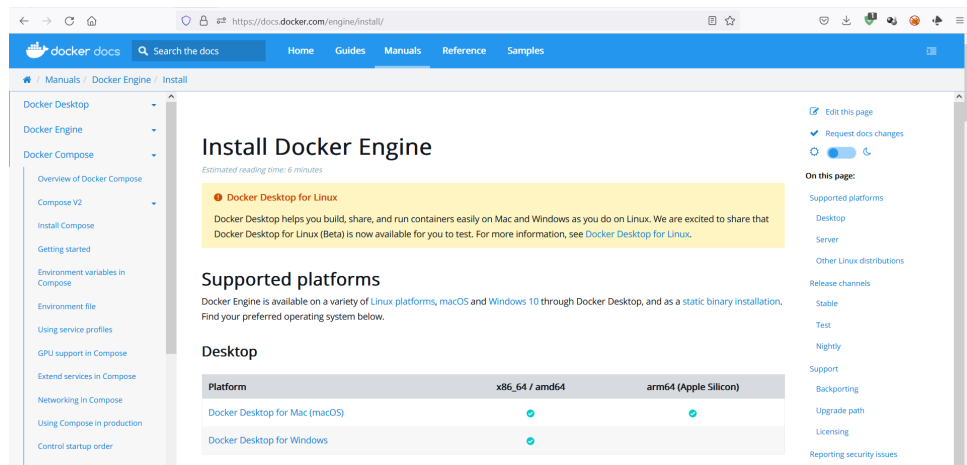 https://docs.docker.com/engine/install/
docker docs
Search the docs
Home Guides Manuals Reference Samples
/ Manuals / Docker Engine / Install
Docker Desktop
Docker Engine
Docker Compose
Overview of Docker Compose
Compose V2
Install Compose
Getting started
Environment variables in
Compose
Environment file
Using service profiles
GPU support in Compose
Extend services in Compose
Networking in Compose
Using Compose in production
Control startup order
Install Docker Engine
Estimated reading time: 6 minutes
Docker Desktop for Linux
Docker Desktop helps you build, share, and run containers easily on Mac and Windows as you do on Linux. We are excited to share that
Docker Desktop for Linux (Beta) is now available for you to test. For more information, see Docker Desktop for Linux.
Supported platforms
Docker Engine is available on a variety of Linux platforms, macOS and Windows 10 through Docker Desktop, and as a static binary installation.
Find your preferred operating system below.
Desktop
Platform x86_64 / amd64 arm64 (Apple Silicon)
Docker Desktop for Mac (macOS)
Docker Desktop for Windows
Edit this page
Request docs changes
On this page:
Supported platforms
Desktop
Server
Other Linux distributions
Release channels
Stable
Test
Nightly
Support
Backporting
Upgrade path
Licensing
Reporting security issues